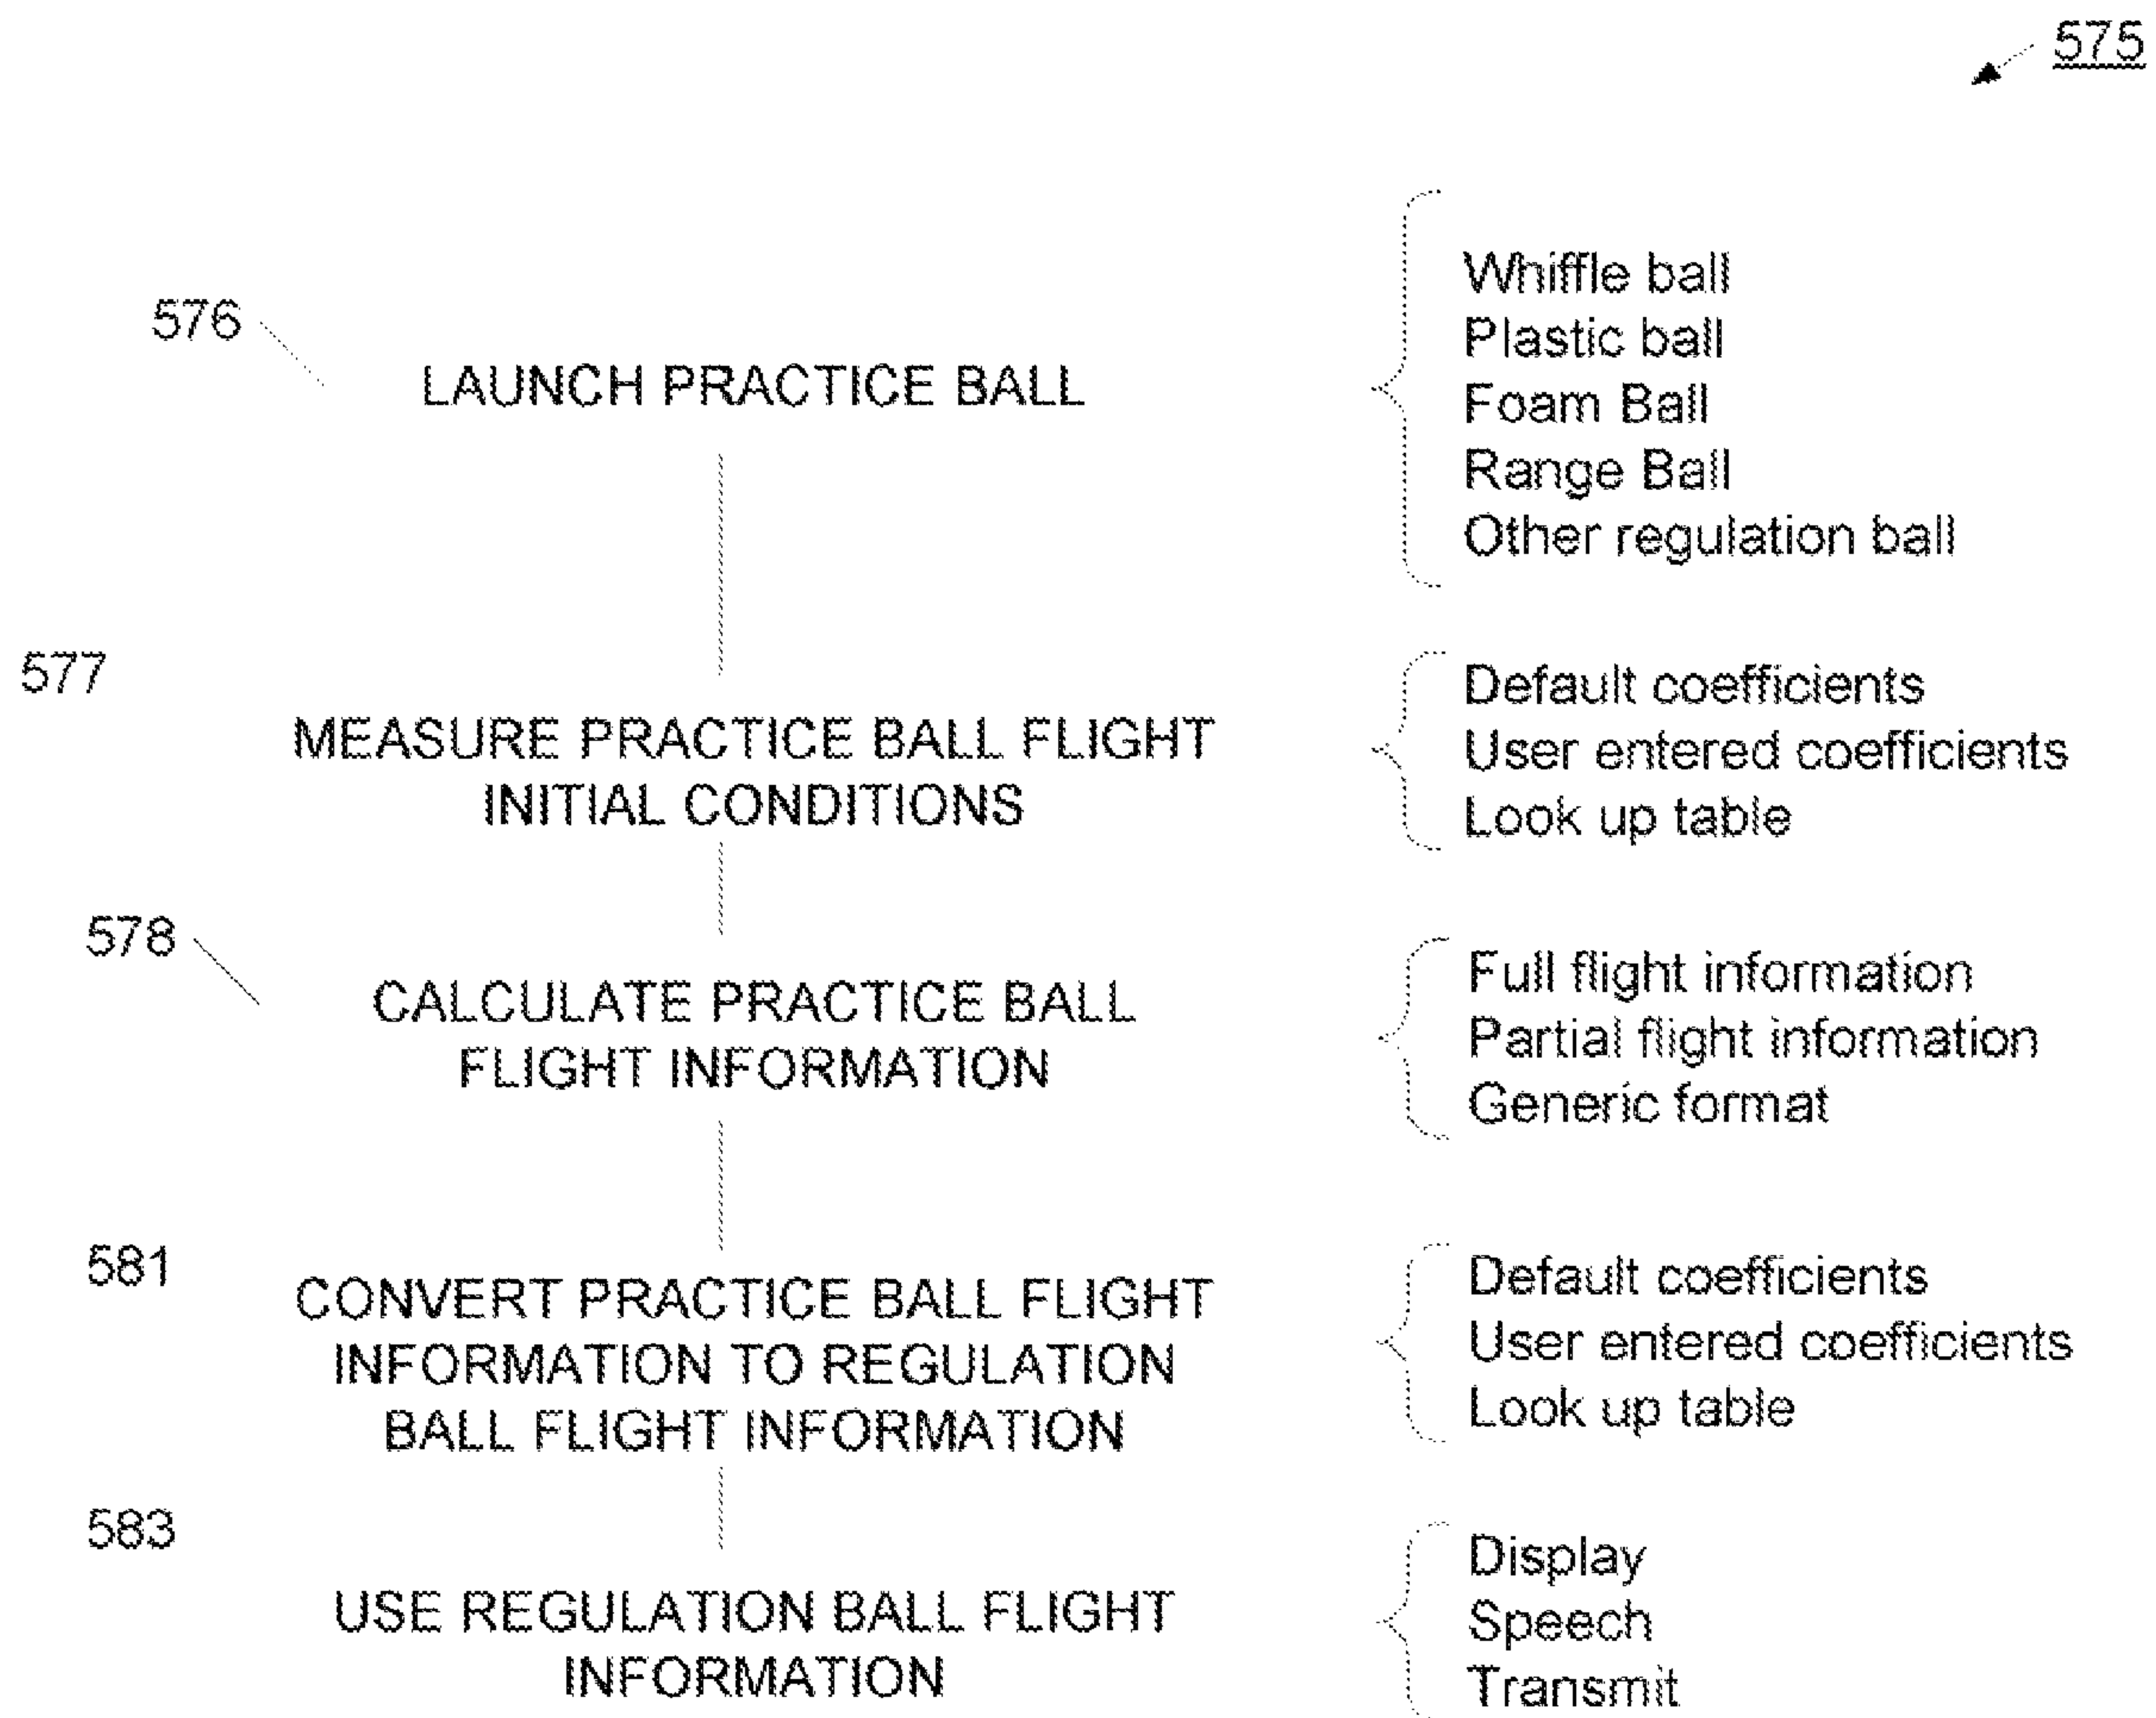 575
576
LAUNCH PRACTICE BALL
Whiffle ball
Plastic ball
Foam Ball
Range Ball
Other regulation ball
577
MEASURE PRACTICE BALL FLIGHT
INITIAL CONDITIONS
Default coefficients
User entered coefficients
Look up table
578
CALCULATE PRACTICE BALL
FLIGHT INFORMATION
Full flight information
Partial flight information
Generic format
581
CONVERT PRACTICE BALL FLIGHT
INFORMATION TO REGULATION
BALL FLIGHT INFORMATION
Default coefficients
User entered coefficients
Look up table
583
USE REGULATION BALL FLIGHT
INFORMATION
Display
Speech
Transmit